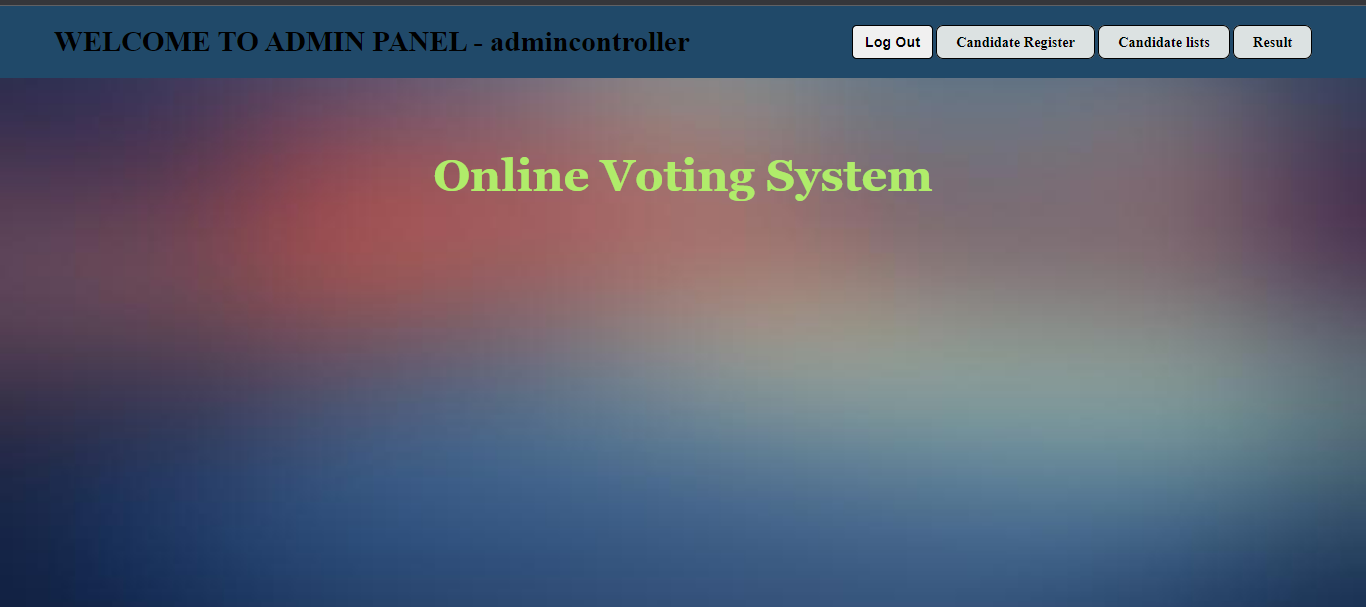 WELCOME TO ADMIN PANEL - admincontroller
Log Out
Candidate Register
Candidate lists
Result
Online Voting System